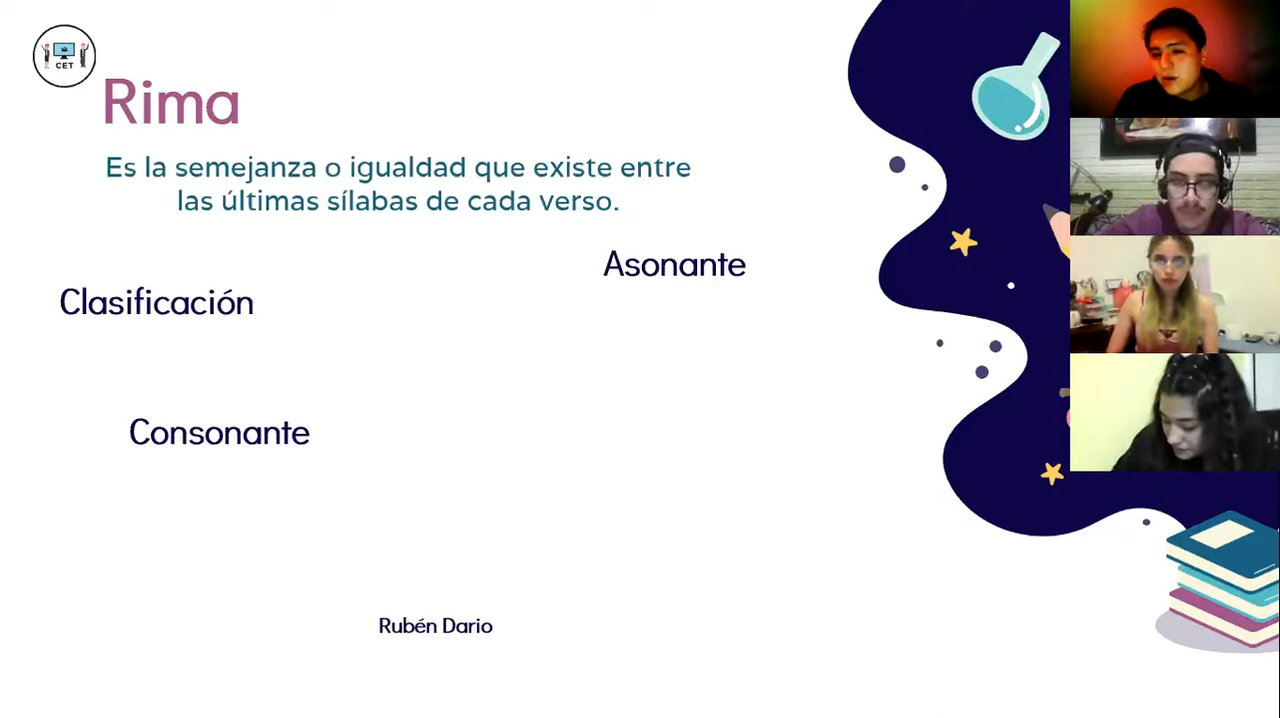 CET
Rima
Es la semejanza o igualdad que existe entre
las últimas sílabas de cada verso.
Asonante
Clasificación
Consonante
Rubén Dario